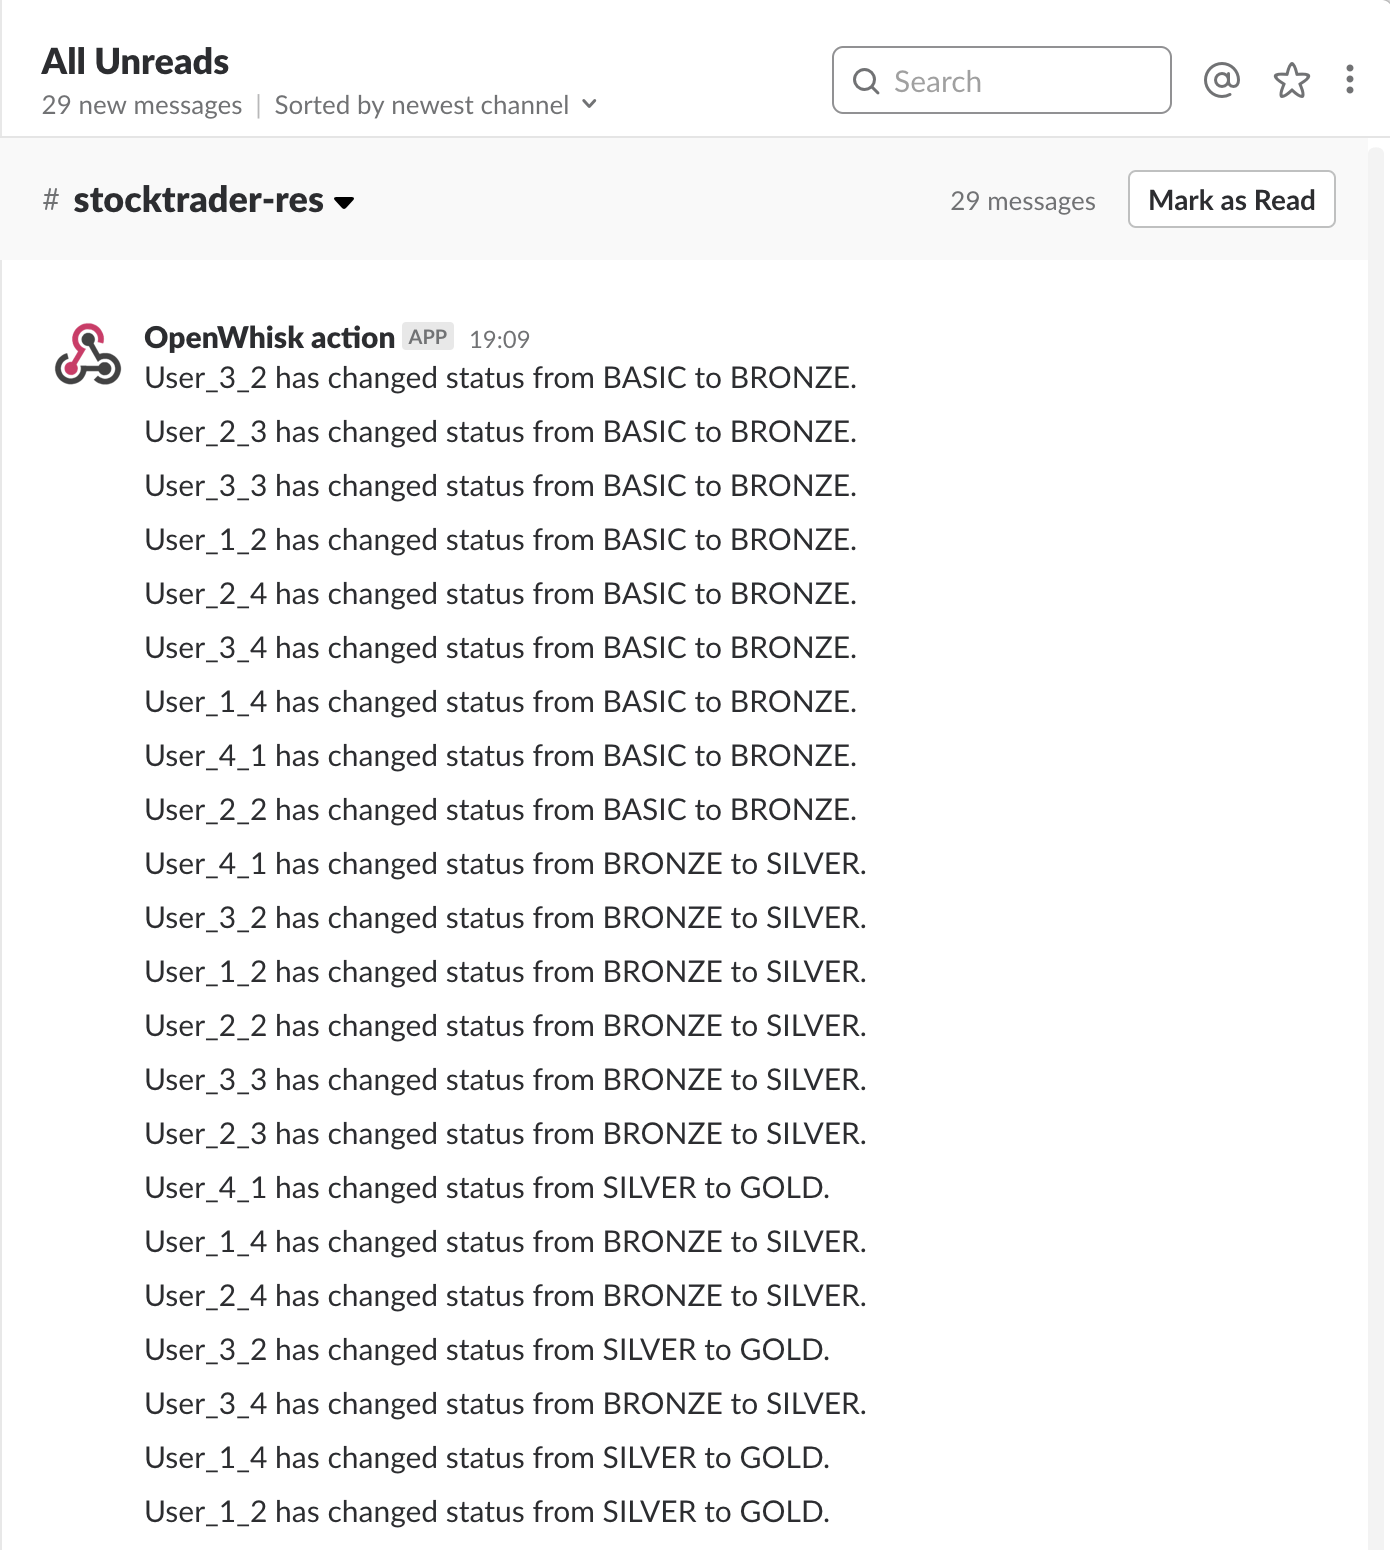 All Unreads
29 new messages | Sorted by newest channel
Search
# stocktrader-res
29 messages
Mark as Read
OpenWhisk action APP 19:09
User_3_2 has changed status from BASIC to BRONZE.
User_2_3 has changed status from BASIC to BRONZE.
User_3_3 has changed status from BASIC to BRONZE.
User_1_2 has changed status from BASIC to BRONZE.
User_2_4 has changed status from BASIC to BRONZE.
User_3_4 has changed status from BASIC to BRONZE.
User_1_4 has changed status from BASIC to BRONZE.
User_4_1 has changed status from BASIC to BRONZE.
User_2_2 has changed status from BASIC to BRONZE.
User_4_1 has changed status from BRONZE to SILVER.
User_3_2 has changed status from BRONZE to SILVER.
User_1_2 has changed status from BRONZE to SILVER.
User_2_2 has changed status from BRONZE to SILVER.
User_3_3 has changed status from BRONZE to SILVER.
User_2_3 has changed status from BRONZE to SILVER.
User_4_1 has changed status from SILVER to GOLD.
User_1_4 has changed status from BRONZE to SILVER.
User_2_4 has changed status from BRONZE to SILVER.
User_3_2 has changed status from SILVER to GOLD.
User_3_4 has changed status from BRONZE to SILVER.
User_1_4 has changed status from SILVER to GOLD.
User_1_2 has changed status from SILVER to GOLD.